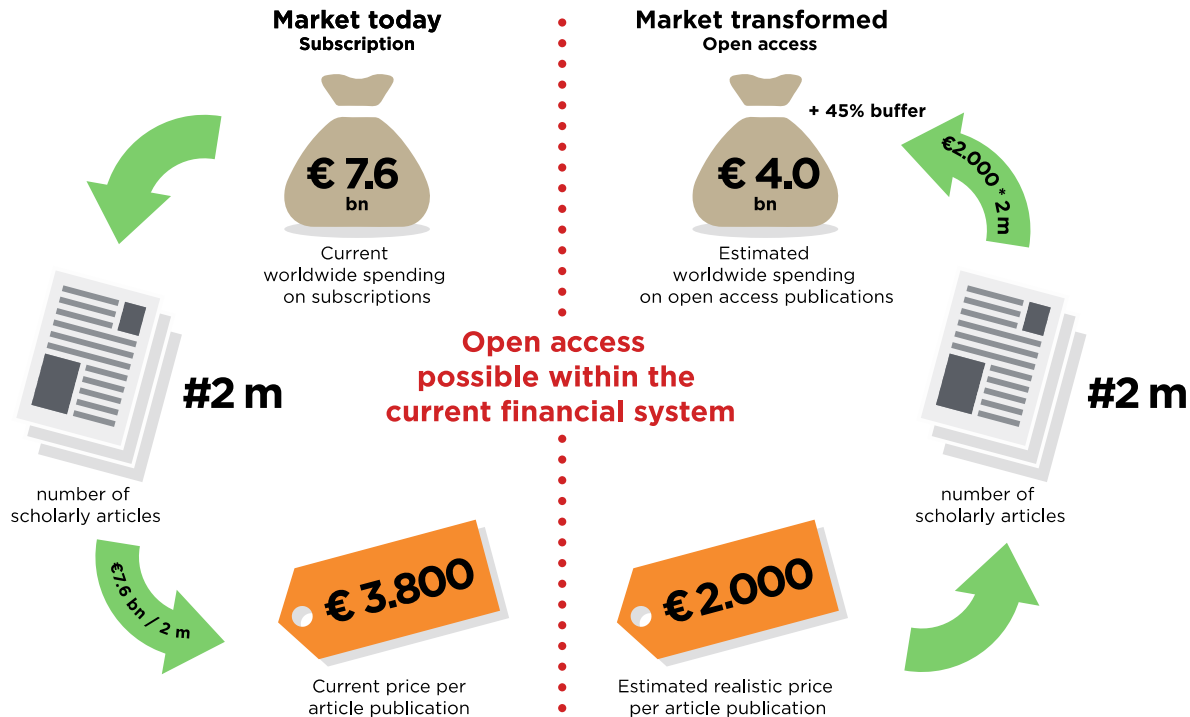 Market today
Subscription
€ 7.6
bn
Current
worldwide spending
on subscriptions
#2 m
number of
scholarly articles
€7.6 bn / 2 m
€ 3.800
Current price per
article publication
Open access
possible within the
current financial system
Market transformed
Open access
+ 45% buffer
€ 4.0
bn
Estimated
worldwide spending
on open access publications
€2.000 * 2 m
#2 m
number of
scholarly articles
€ 2.000
Estimated realistic price
per article publication